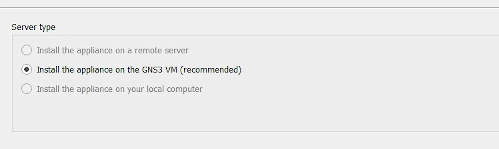 Server type
Install the appliance on a remote server
Install the appliance on the GNS3 VM (recommended)
Install the appliance on your local computer